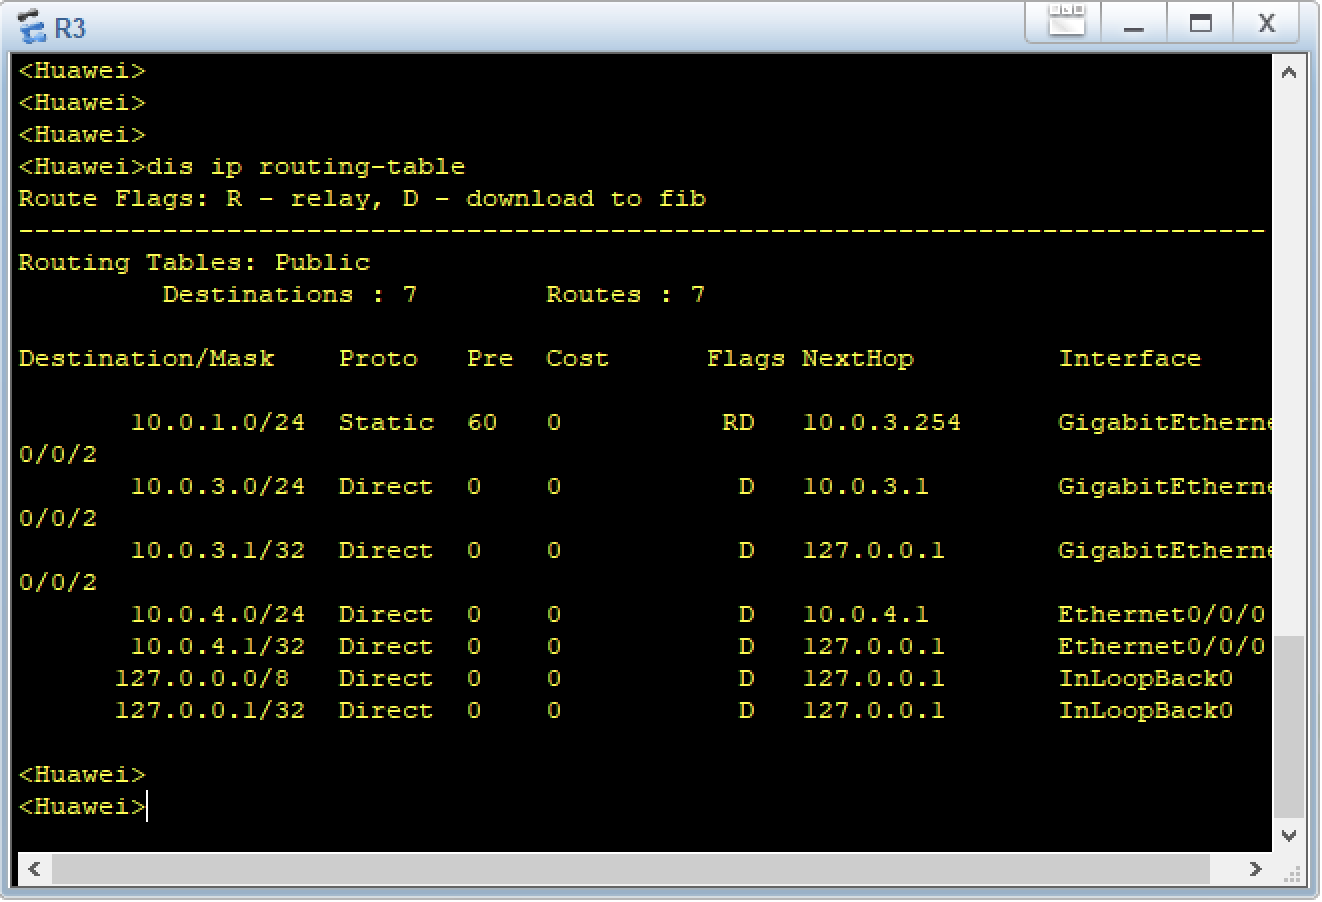 R3
<Huawei>
<Huawei>
<Huawei>
<Huawei>dis ip routing-table
Route Flags: R - relay, D - download to fib
------------------------------------------------------------------------------
Routing Tables: Public
         Destinations : 7        Routes : 7

Destination/Mask    Proto   Pre  Cost      Flags NextHop         Interface

       10.0.1.0/24  Static  60   0          RD   10.0.3.254      GigabitEtherne
0/0/2
       10.0.3.0/24  Direct  0    0           D   10.0.3.1        GigabitEtherne
0/0/2
       10.0.3.1/32  Direct  0    0           D   127.0.0.1       GigabitEtherne
0/0/2
       10.0.4.0/24  Direct  0    0           D   10.0.4.1        Ethernet0/0/0
       10.0.4.1/32  Direct  0    0           D   127.0.0.1       Ethernet0/0/0
      127.0.0.0/8   Direct  0    0           D   127.0.0.1       InLoopBack0
      127.0.0.1/32  Direct  0    0           D   127.0.0.1       InLoopBack0

<Huawei>
<Huawei>